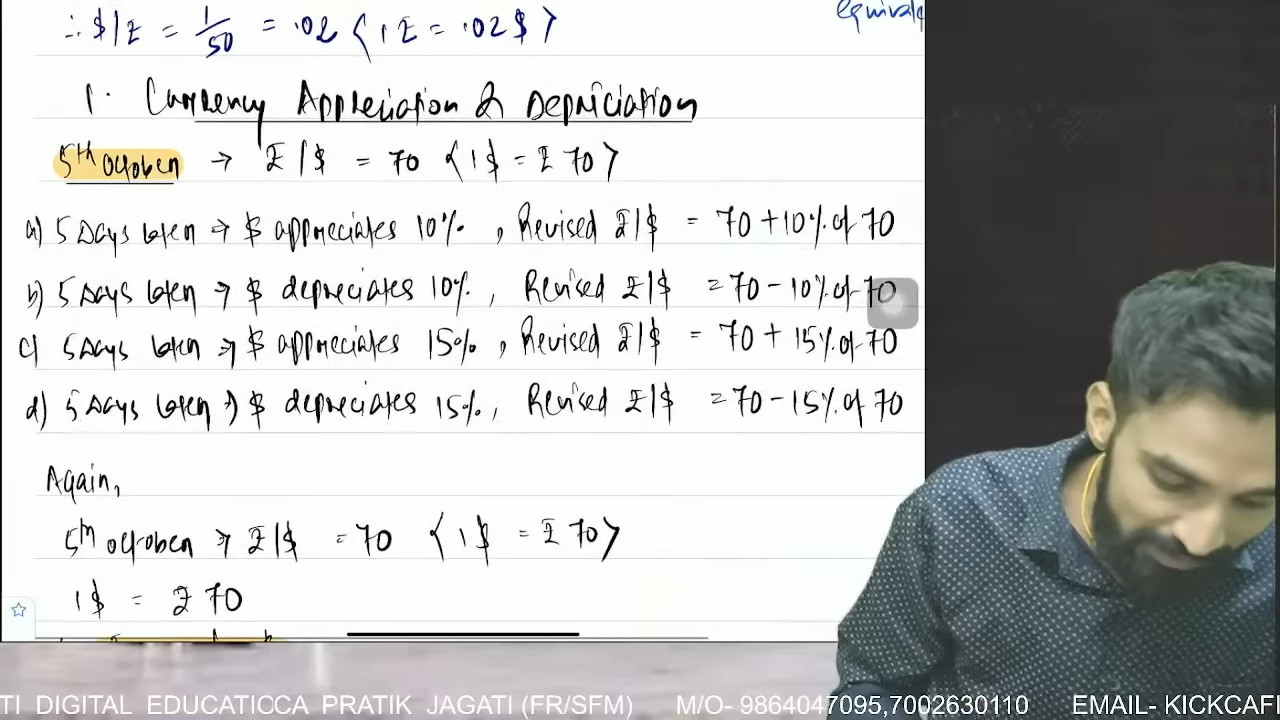 ∴ $/₹ = 1/50 = .02 <1₹ = .02$>
1. Currency Appreciation & Depriciation
5th october → ₹/$ = 70 <1$ = ₹70>
a) 5 Days later → $ appreciates 10%, Revised ₹/$ = 70 + 10% of 70
b) 5 Days later → $ depreciates 10%, Revised ₹/$ = 70 - 10% of 70
c) 5 Days later → $ appreciates 15%, Revised ₹/$ = 70 + 15% of 70
d) 5 Days later → $ depreciates 15%, Revised ₹/$ = 70 - 15% of 70
Again,
5th october → ₹/$ = 70 <1$ = ₹70>
1$ = ₹70
TI DIGITAL EDUCATICCA PRATIK JAGATI (FR/SFM) M/O- 9864047095,7002630110 EMAIL- KICKCAFI